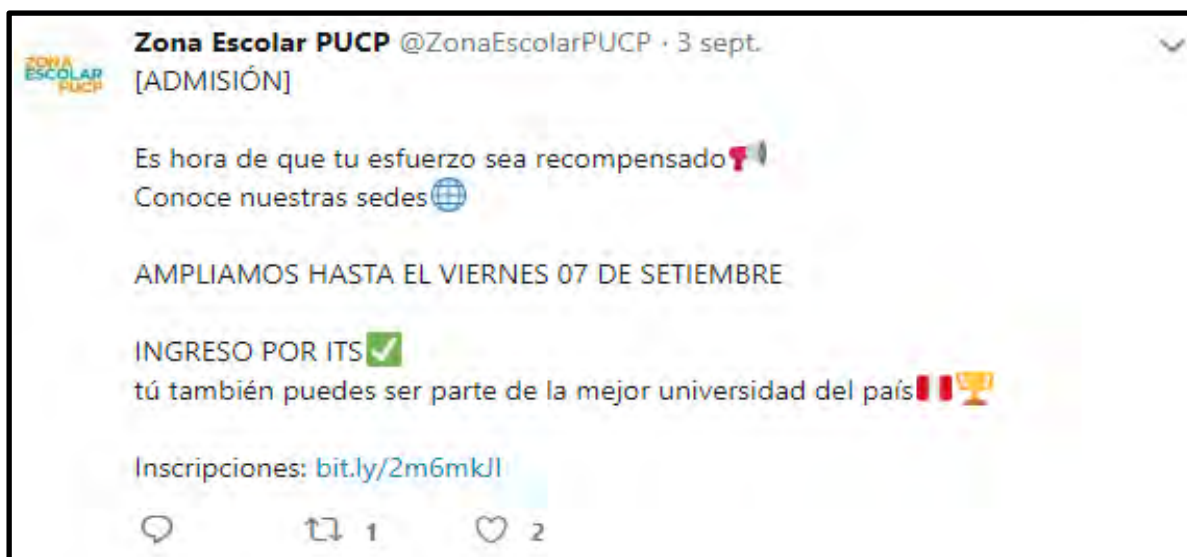 Zona Escolar PUCP @ZonaEscolarPUCP · 3 sept.
ZONA
ESCOLAR
PUCP
[ADMISIÓN]
Es hora de que tu esfuerzo sea recompensado
Conoce nuestras sedes
AMPLIAMOS HASTA EL VIERNES 07 DE SETIEMBRE
INGRESO POR ITS
tú también puedes ser parte de la mejor universidad del país
Inscripciones: bit.ly/2m6mkJI
1 2